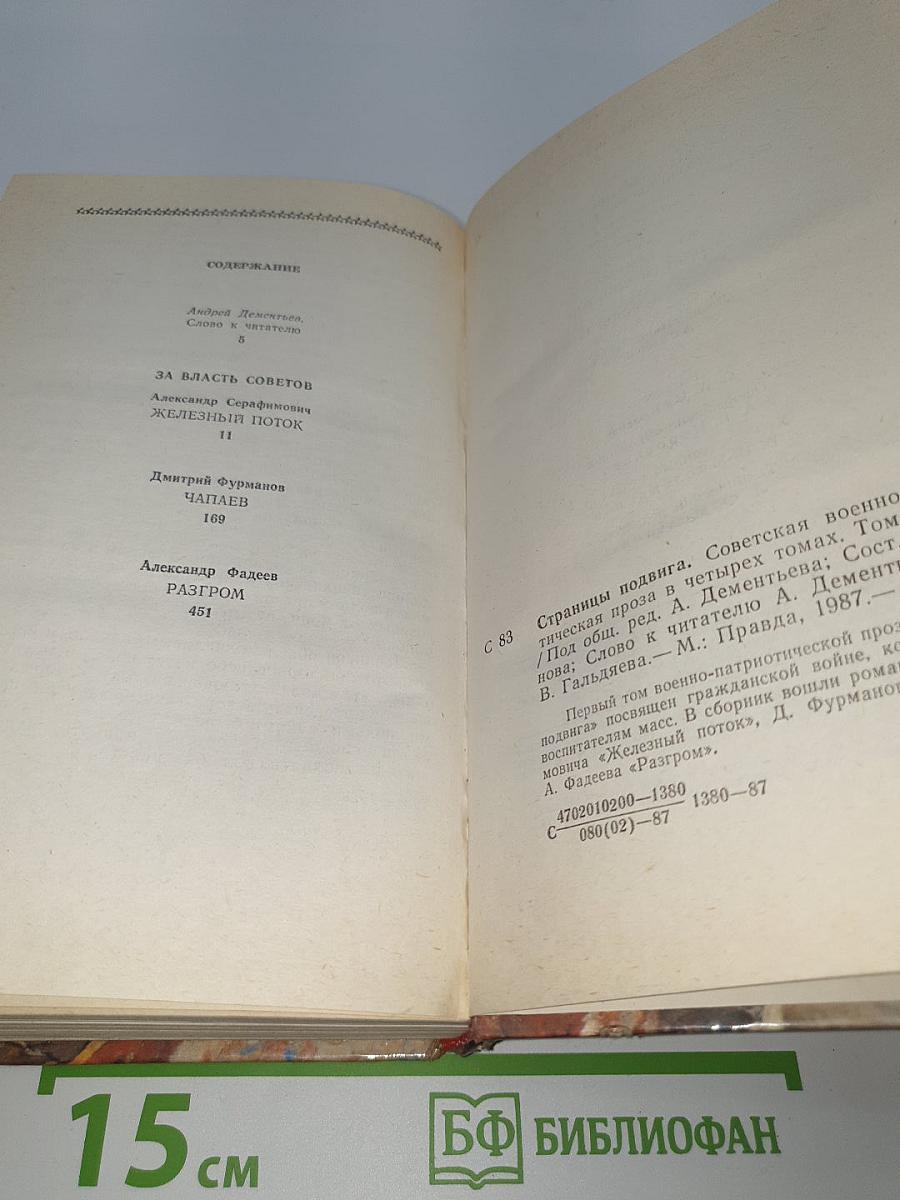 СОДЕРЖАНИЕ
Андрей Дементьев.
Слово к читателю
5
ЗА ВЛАСТЬ СОВЕТОВ
Александр Серафимович
ЖЕЛЕЗНЫЙ ПОТОК
11
Дмитрий Фурманов
ЧАПАЕВ
169
Александр Фадеев
РАЗГРОМ
451
С 83
Страницы подвига. Советская военно
тическая проза в четырех томах. Том
/Под общ. ред. А. Дементьева; Сост.
нова; Слово к читателю А. Дементь
В. Гальдяева.— М.: Правда, 1987.—
Первый том военно-патриотической проз
подвига» посвящен гражданской войне, ко
воспитателям масс. В сборник вошли рома
мовича «Железный поток», Д. Фурманов
А. Фадеева «Разгром».
С 4702010200—1380 1380—87
080(02)—87
15 см
БФ БИБЛИОФАН